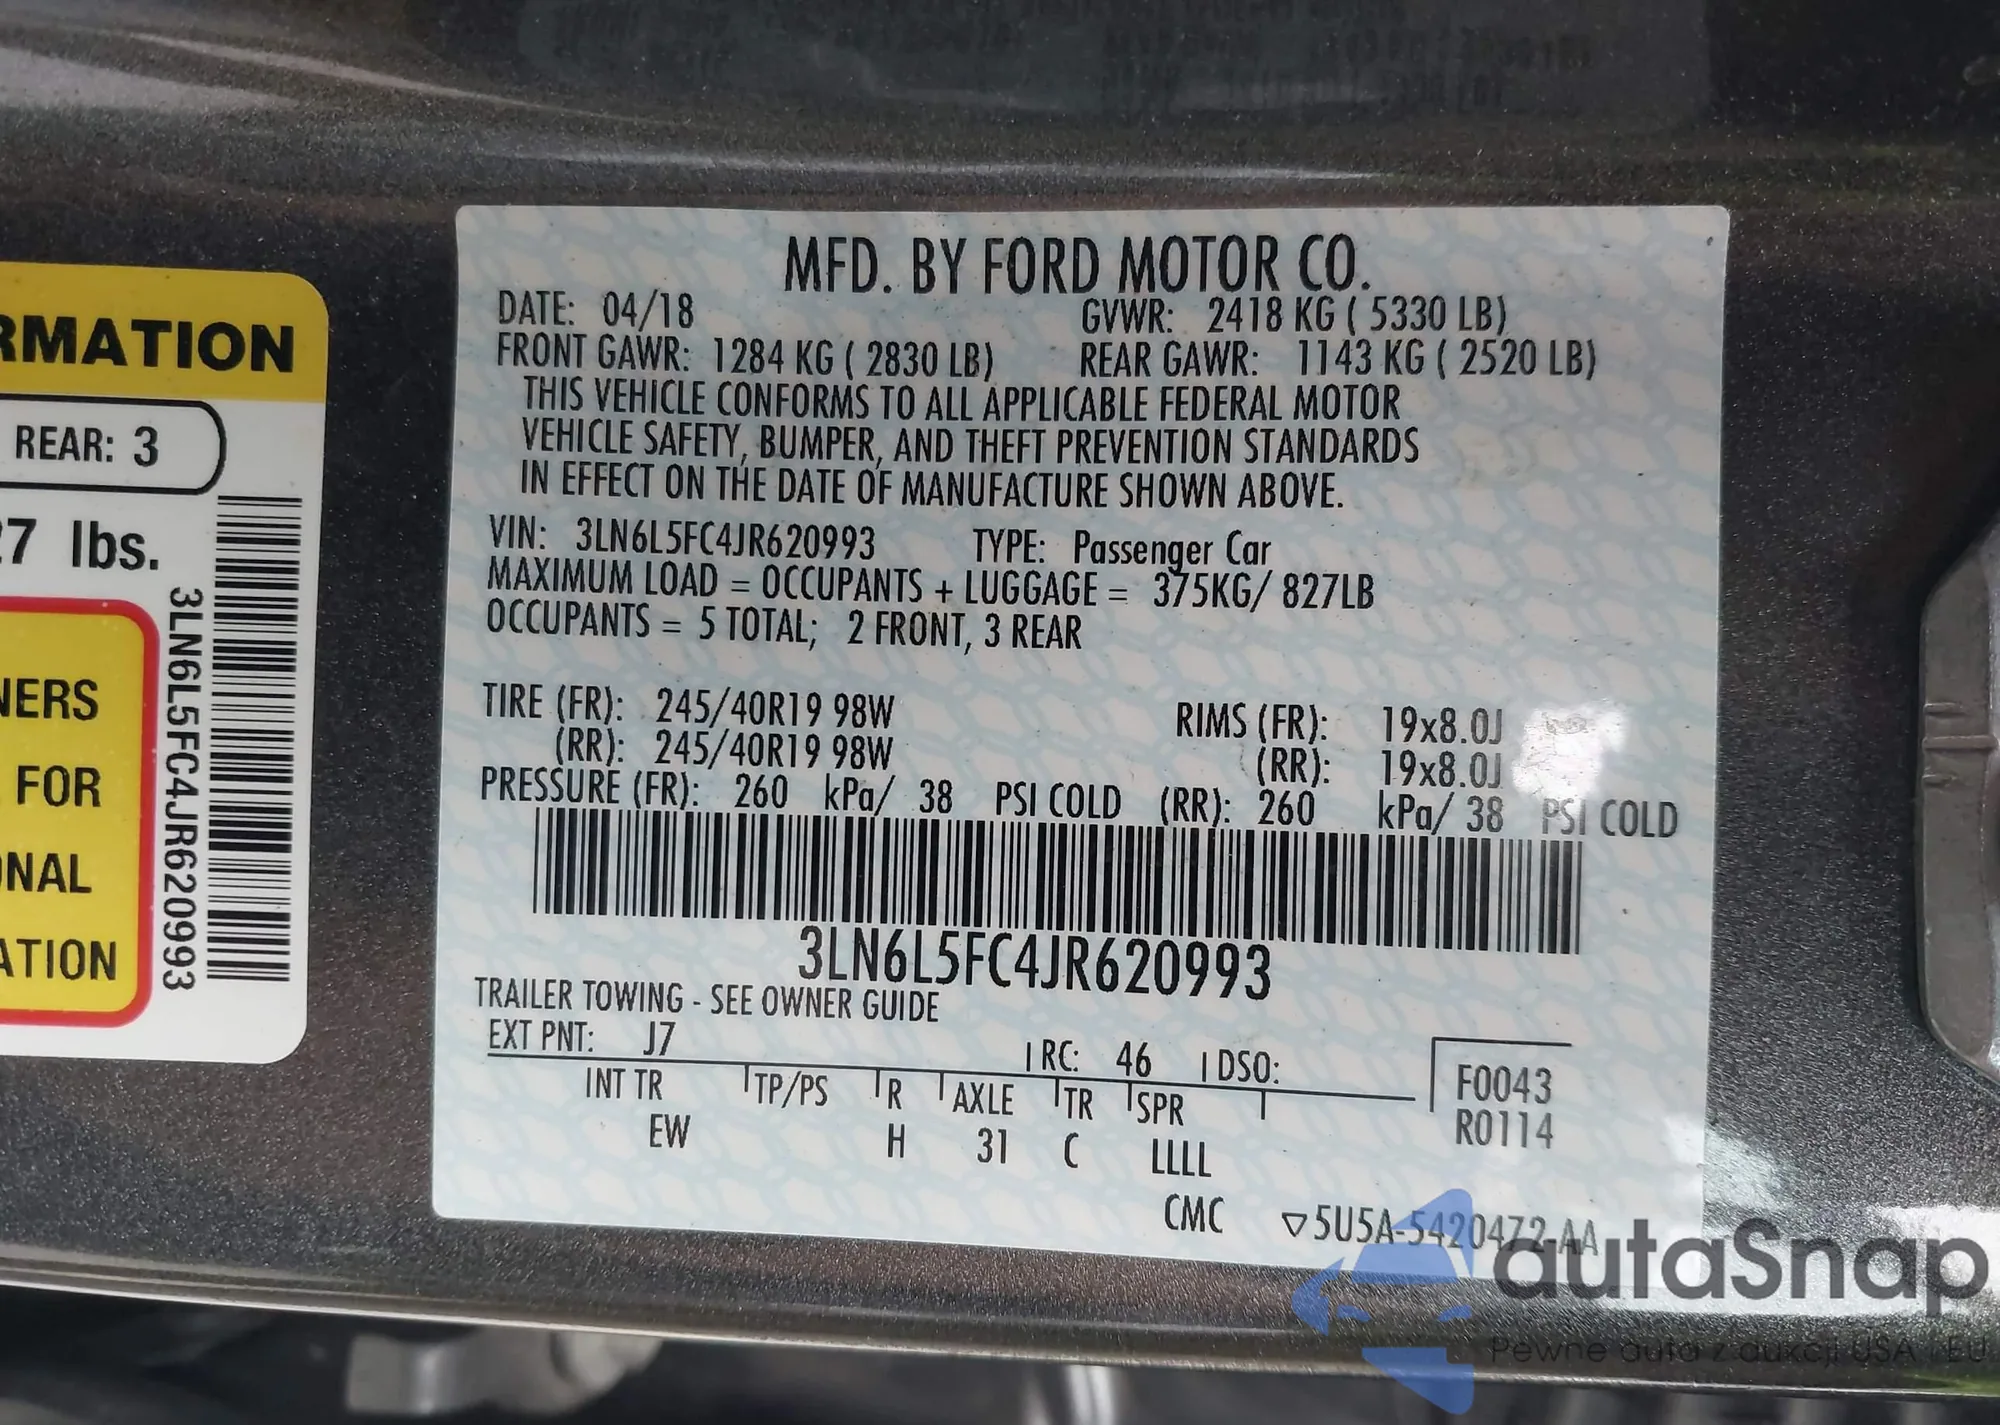 RMATION
REAR: 3
27 lbs.
NERS
FOR
ONAL
ATION
3LN6L5FC4JR620993
MFD. BY FORD MOTOR CO.
DATE: 04/18 GVWR: 2418 KG ( 5330 LB)
FRONT GAWR: 1284 KG ( 2830 LB) REAR GAWR: 1143 KG ( 2520 LB)
THIS VEHICLE CONFORMS TO ALL APPLICABLE FEDERAL MOTOR
VEHICLE SAFETY, BUMPER, AND THEFT PREVENTION STANDARDS
IN EFFECT ON THE DATE OF MANUFACTURE SHOWN ABOVE.
VIN: 3LN6L5FC4JR620993 TYPE: Passenger Car
MAXIMUM LOAD = OCCUPANTS + LUGGAGE = 375KG/ 827LB
OCCUPANTS = 5 TOTAL; 2 FRONT, 3 REAR
TIRE (FR): 245/40R19 98W RIMS (FR): 19x8.0J
(RR): 245/40R19 98W (RR): 19x8.0J
PRESSURE (FR): 260 kPa/ 38 PSI COLD (RR): 260 kPa/ 38 PSI COLD
3LN6L5FC4JR620993
TRAILER TOWING - SEE OWNER GUIDE
EXT PNT: J7 RC: 46 DSO:
INT TR TP/PS R AXLE TR SPR
EW H 31 C LLLL
F0043
R0114
CMC ▽5U5A-5420472-AA
autaSnap
Pewne auta z aukcji USA i EU